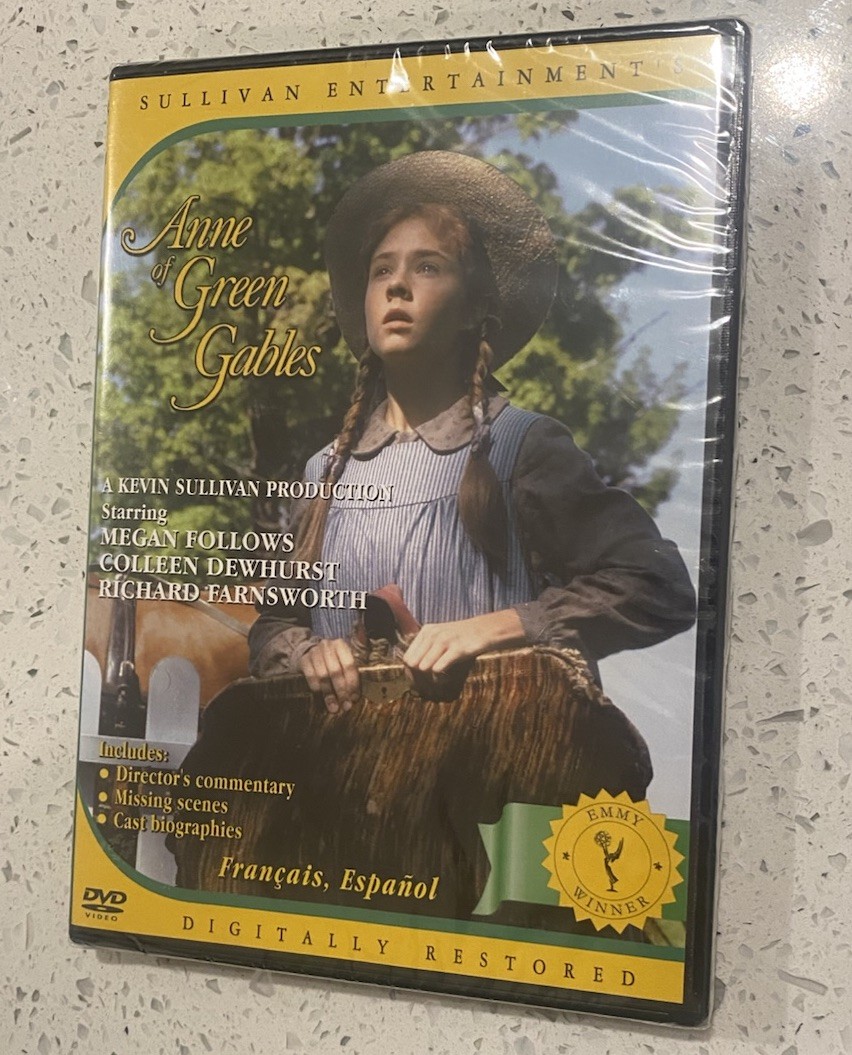 SULLIVAN ENTERTAINMENT'S
Anne
of Green
Gables
A KEVIN SULLIVAN PRODUCTION
Starring
MEGAN FOLLOWS
COLLEEN DEWHURST
RICHARD FARNSWORTH
Includes:
• Director's commentary
• Missing scenes
• Cast biographies
Français, Español
EMMY
WINNER
DVD
VIDEO
DIGITALLY RESTORED